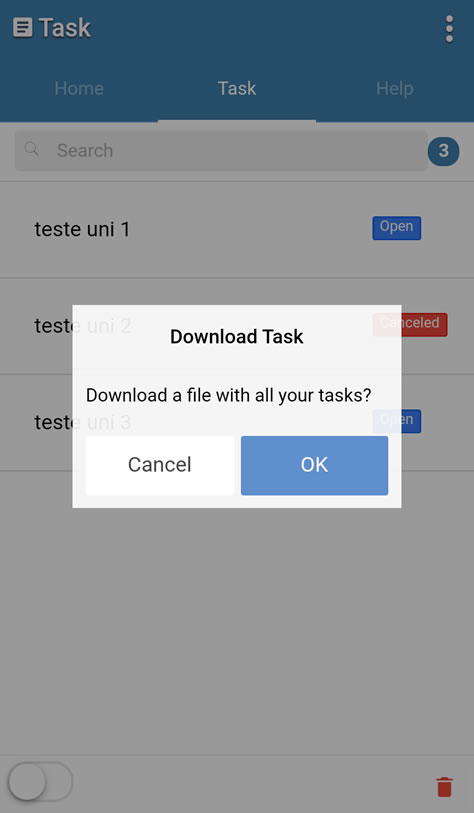 Task
Home Task Help
Search 3
teste uni 1 Open
teste uni 2 Canceled
Download Task
Download a file with all your tasks?
teste uni 3 Open
Cancel OK